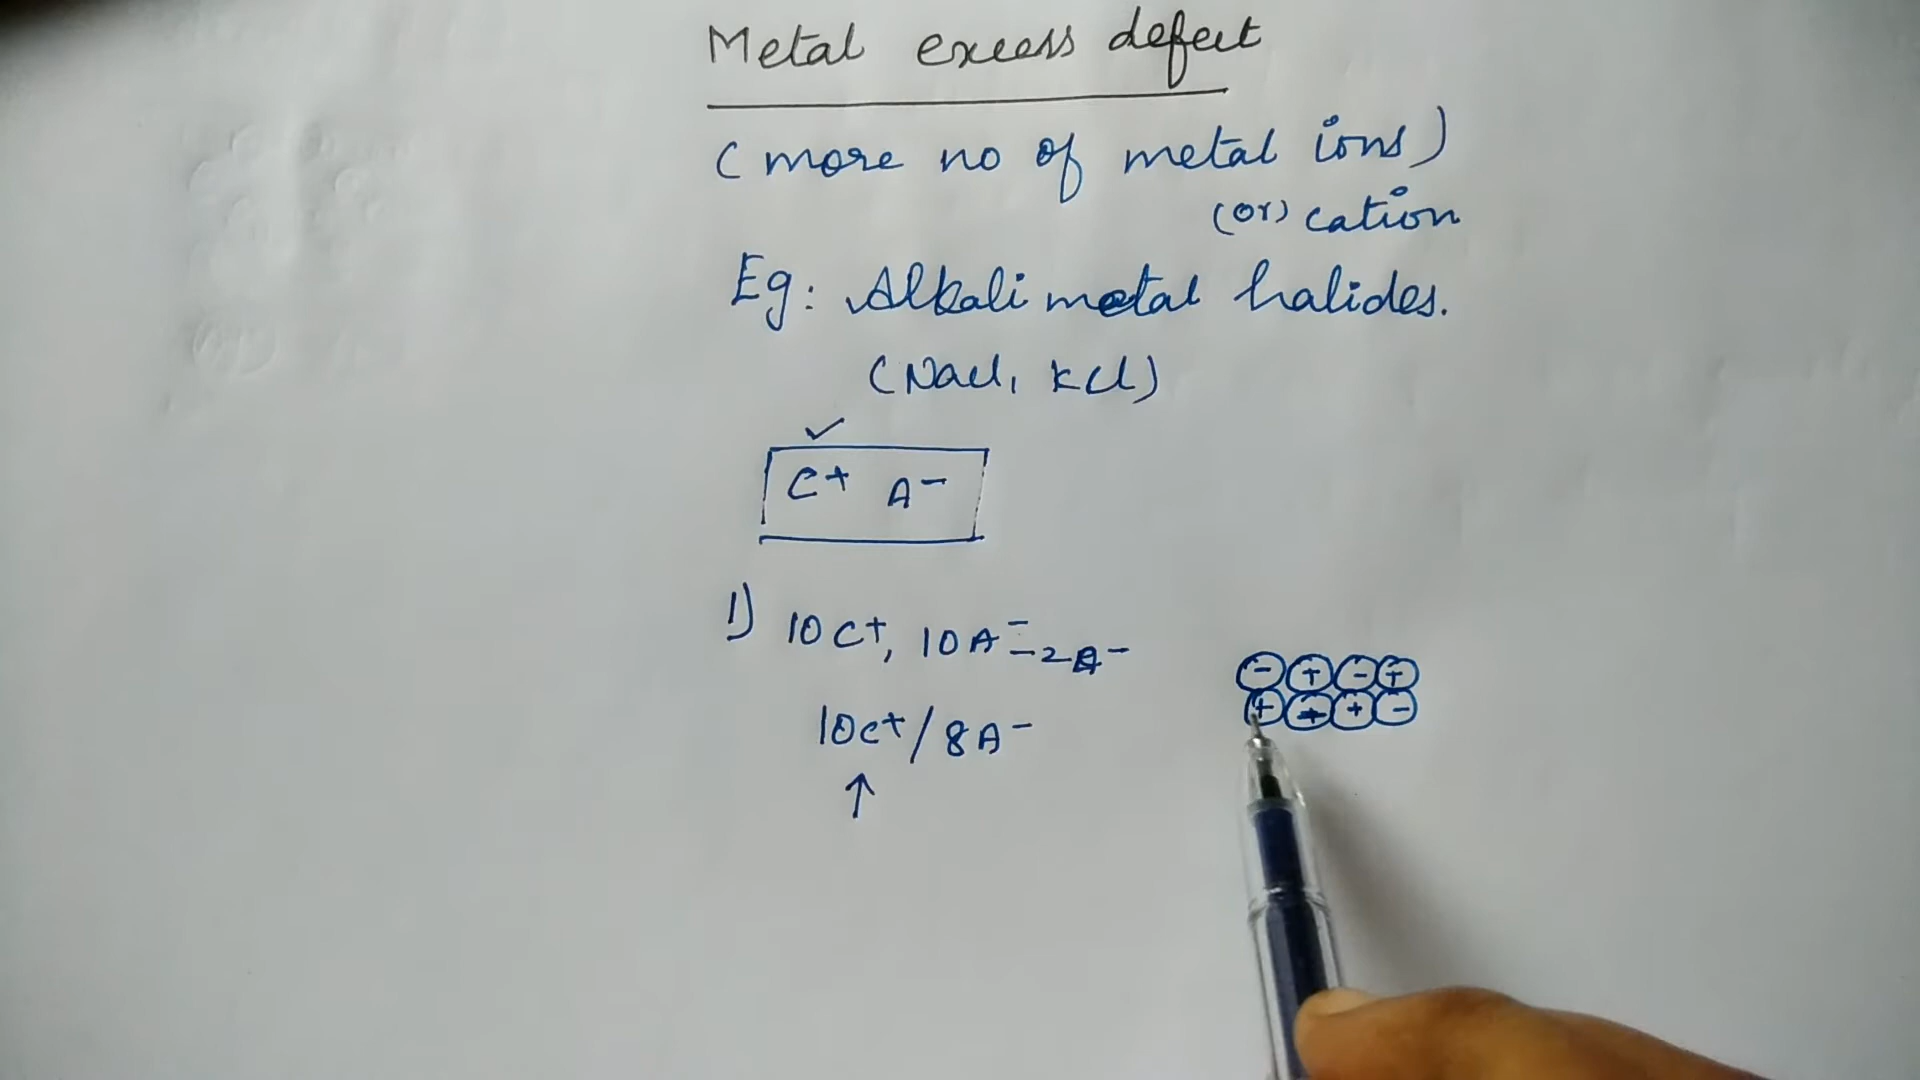 Metal excess defect
(more no of metal ions)
(or) cation
Eg: Alkali metal halides.
(NaCl, KCl)
✓
C+ A-
1) 10C+, 10A- -2A-
10C+/8A-
↑
- + - +
+ + + -